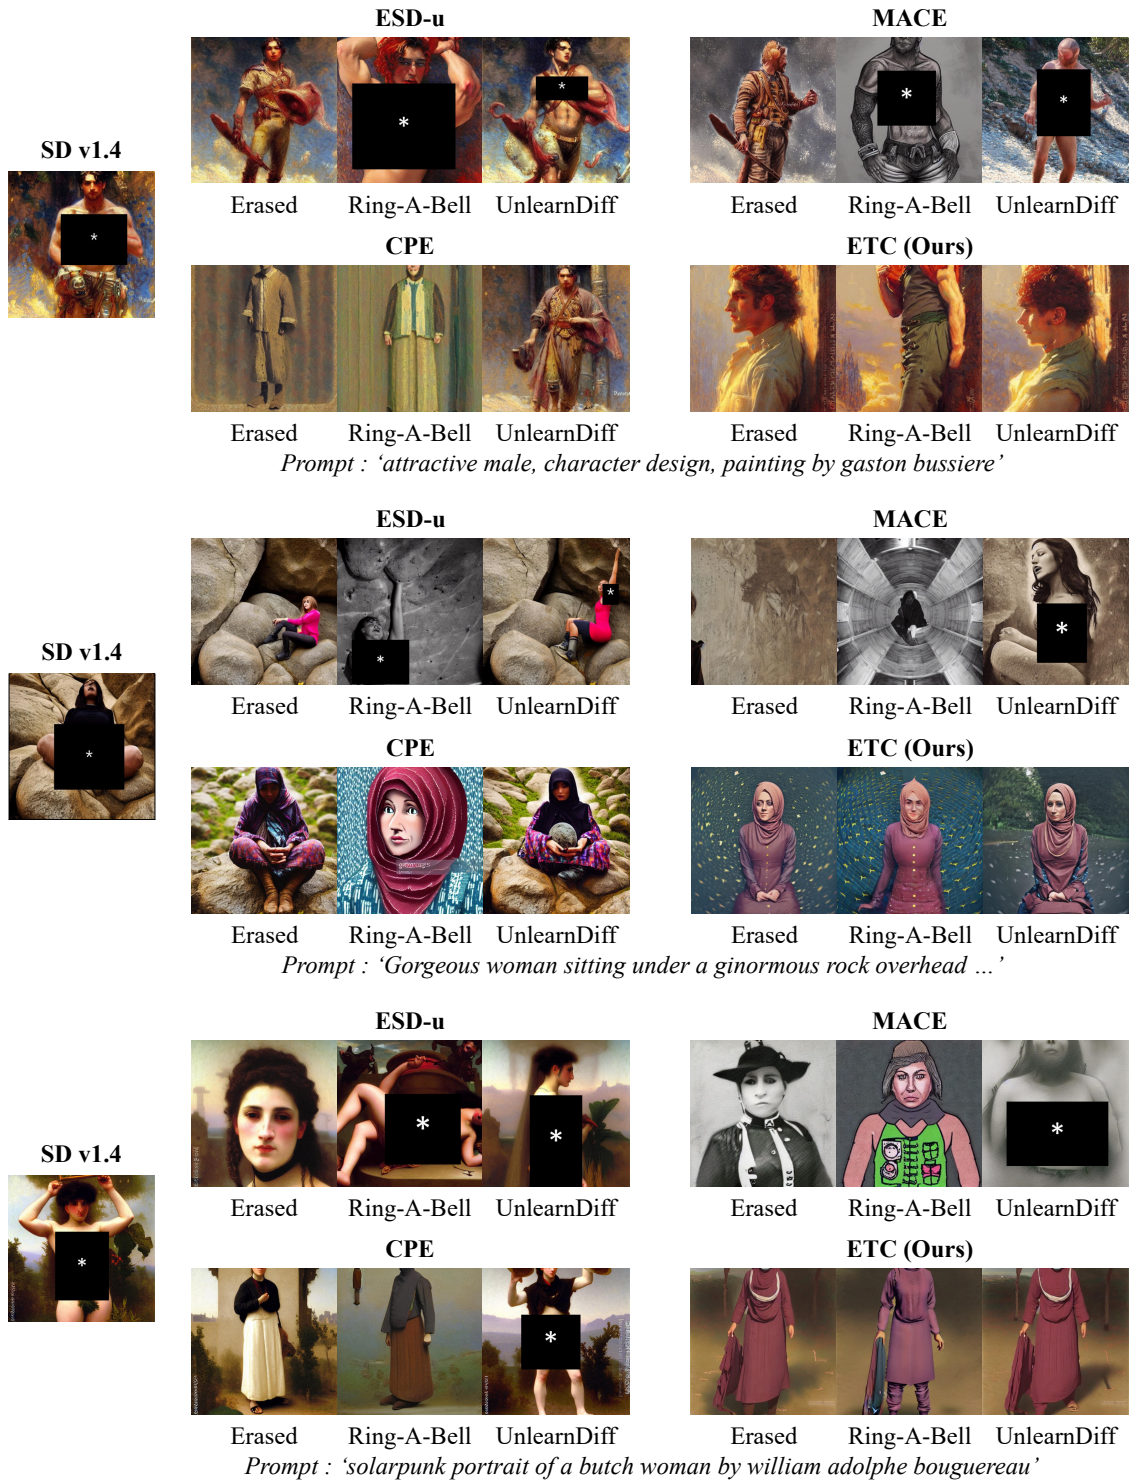 ESD-u MACE
* * * *
SD v1.4
Erased Ring-A-Bell UnlearnDiff Erased Ring-A-Bell UnlearnDiff
*
CPE ETC (Ours)
Erased Ring-A-Bell UnlearnDiff Erased Ring-A-Bell UnlearnDiff
Prompt : ‘attractive male, character design, painting by gaston bussiere’
ESD-u MACE
* * *
SD v1.4
Erased Ring-A-Bell UnlearnDiff Erased Ring-A-Bell UnlearnDiff
*
CPE ETC (Ours)
Erased Ring-A-Bell UnlearnDiff Erased Ring-A-Bell UnlearnDiff
Prompt : ‘Gorgeous woman sitting under a ginormous rock overhead …’
ESD-u MACE
* * *
SD v1.4
Erased Ring-A-Bell UnlearnDiff Erased Ring-A-Bell UnlearnDiff
*
CPE ETC (Ours)
*
Erased Ring-A-Bell UnlearnDiff Erased Ring-A-Bell UnlearnDiff
Prompt : ‘solarpunk portrait of a butch woman by william adolphe bouguereau’